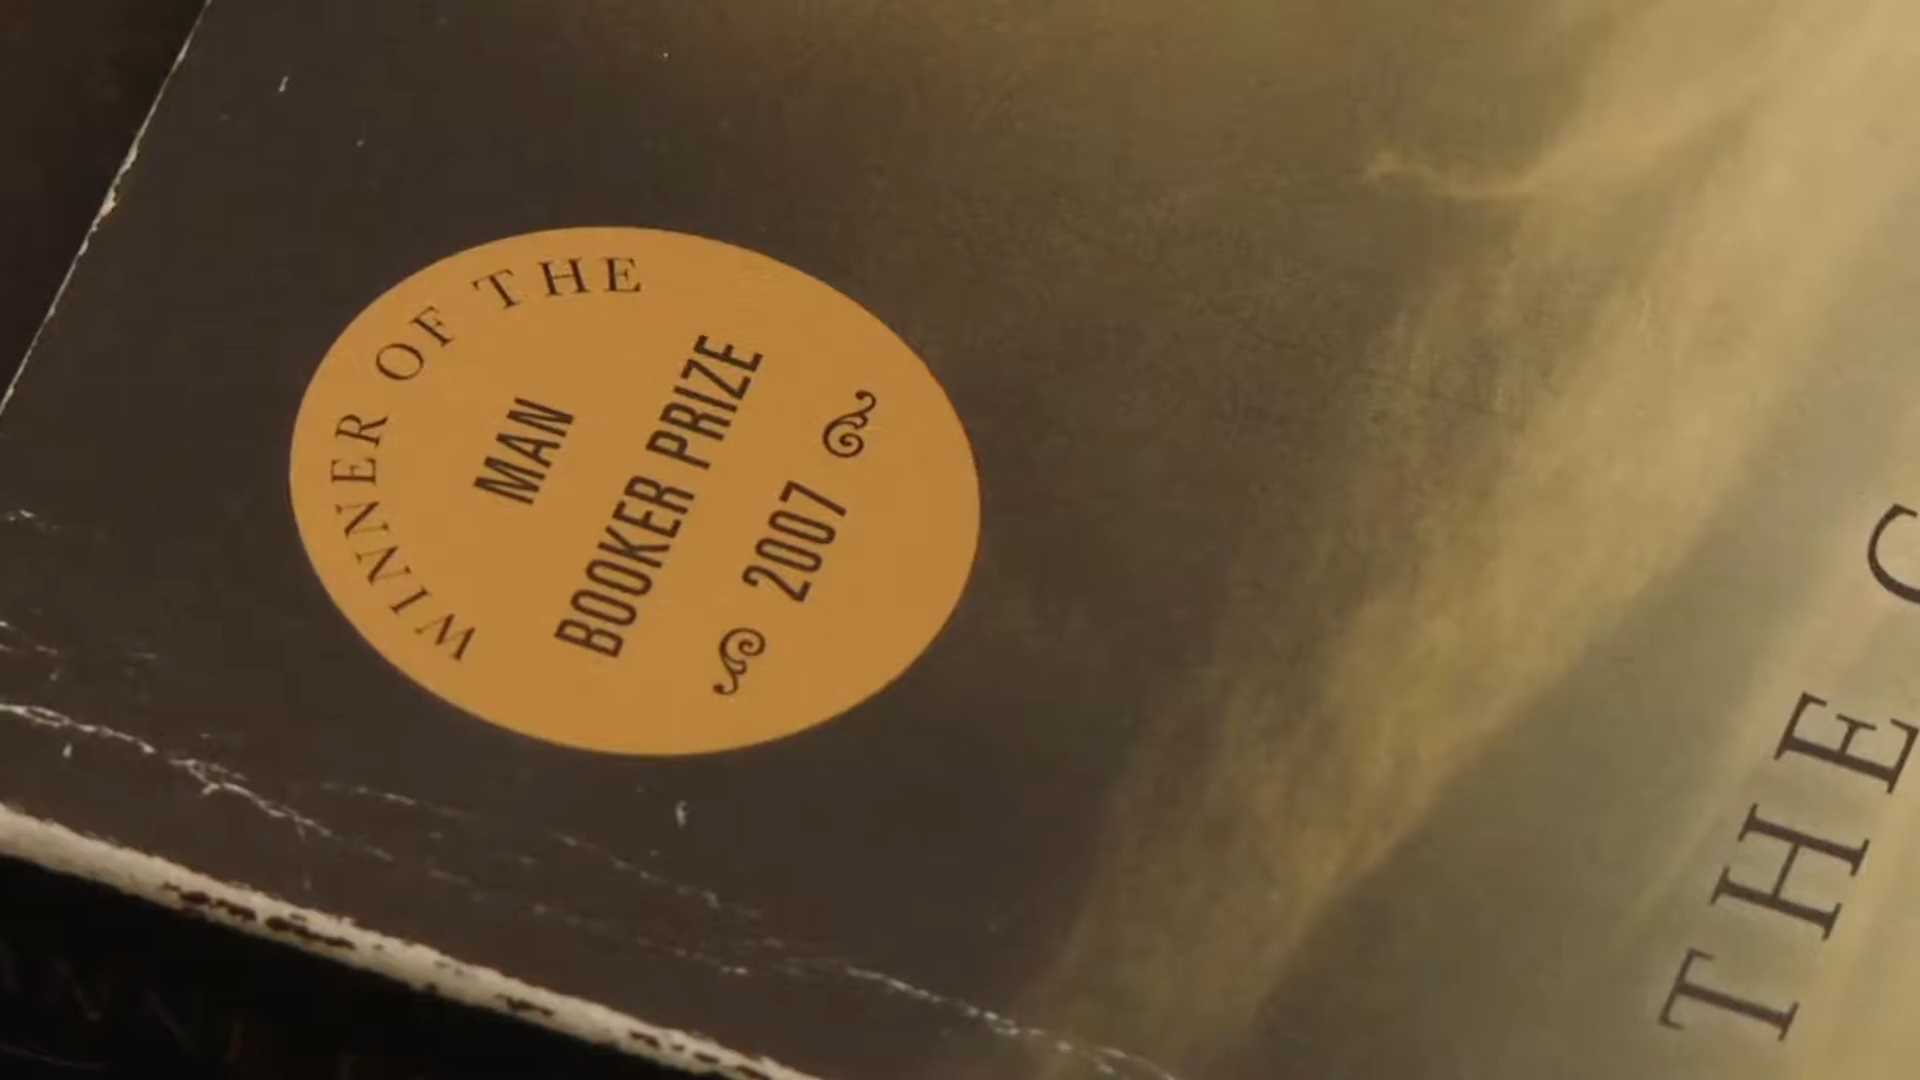 WINNER OF THE
MAN
BOOKER PRIZE
2007
THE G